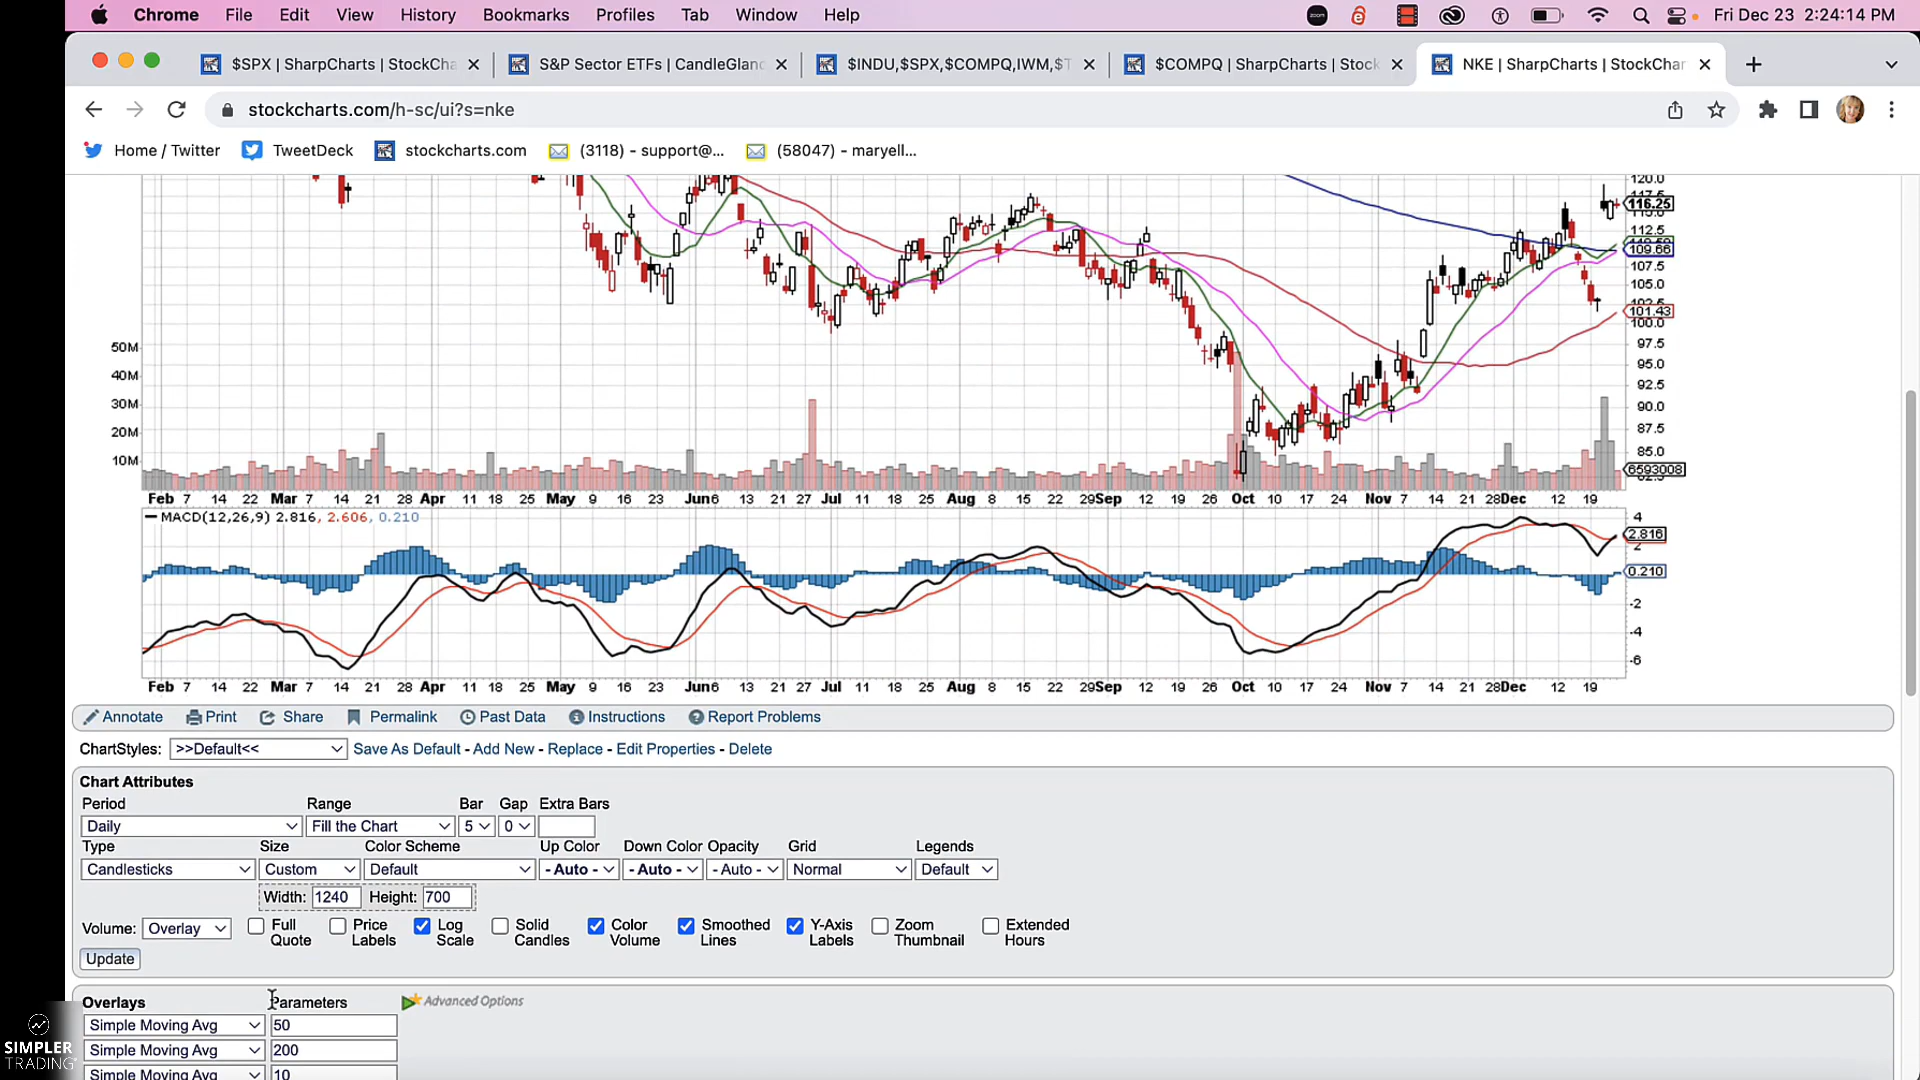 Chrome File Edit View History Bookmarks Profiles Tab Window Help zoom Fri Dec 23 2:24:14 PM
$SPX | SharpCharts | StockCha S&P Sector ETFs | CandleGlanc $INDU,$SPX,$COMPQ,IWM,$T $COMPQ | SharpCharts | Stock NKE | SharpCharts | StockChar
stockcharts.com/h-sc/ui?s=nke
Home / Twitter TweetDeck stockcharts.com (3118) - support@... (58047) - maryell...
120.0
117.5
116.25
115.0
112.5
109.66
107.5
105.0
102.5
101.43
100.0
50M 97.5
95.0
40M 92.5
30M 90.0
20M 87.5
10M 85.0
6593008
Feb 7 14 22 Mar 7 14 21 28 Apr 11 18 25 May 9 16 23 Jun6 13 21 27 Jul 11 18 25 Aug 8 15 22 29Sep 12 19 26 Oct 10 17 24 Nov 7 14 21 28Dec 12 19
MACD(12,26,9) 2.816, 2.606, 0.210 4
2.816
2
0.210
-2
-4
-6
Feb 7 14 22 Mar 7 14 21 28 Apr 11 18 25 May 9 16 23 Jun6 13 21 27 Jul 11 18 25 Aug 8 15 22 29Sep 12 19 26 Oct 10 17 24 Nov 7 14 21 28Dec 12 19
Annotate Print Share Permalink Past Data Instructions Report Problems
ChartStyles: >>Default<< Save As Default - Add New - Replace - Edit Properties - Delete
Chart Attributes
Period Range Bar Gap Extra Bars
Daily Fill the Chart 5 0
Type Size Color Scheme Up Color Down Color Opacity Grid Legends
Candlesticks Custom Default - Auto - - Auto - - Auto - Normal Default
Width: 1240 Height: 700
Volume: Overlay Full Quote Price Labels Log Scale Solid Candles Color Volume Smoothed Lines Y-Axis Labels Zoom Thumbnail Extended Hours
Update
Overlays Parameters Advanced Options
Simple Moving Avg 50
Simple Moving Avg 200
Simple Moving Avg 10
SIMPLER
TRADING